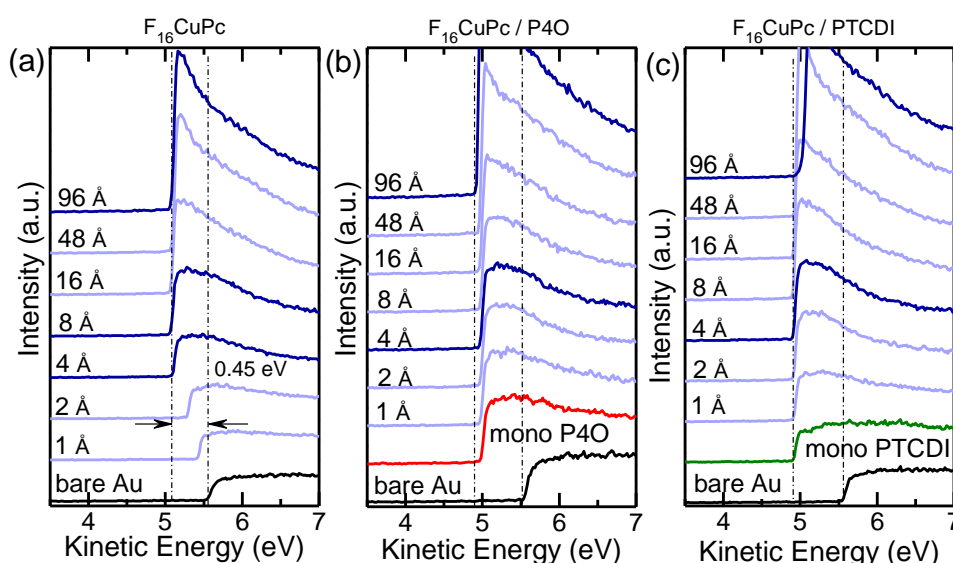 F₁₆CuPc
(a)
Intensity (a.u.)
96 Å
48 Å
16 Å
8 Å
4 Å
0.45 eV
2 Å
1 Å
bare Au
4 5 6 7
Kinetic Energy (eV)
F₁₆CuPc / P4O
(b)
Intensity (a.u.)
96 Å
48 Å
16 Å
8 Å
4 Å
2 Å
1 Å
mono P4O
bare Au
4 5 6 7
Kinetic Energy (eV)
F₁₆CuPc / PTCDI
(c)
Intensity (a.u.)
96 Å
48 Å
16 Å
8 Å
4 Å
2 Å
1 Å
mono PTCDI
bare Au
4 5 6 7
Kinetic Energy (eV)